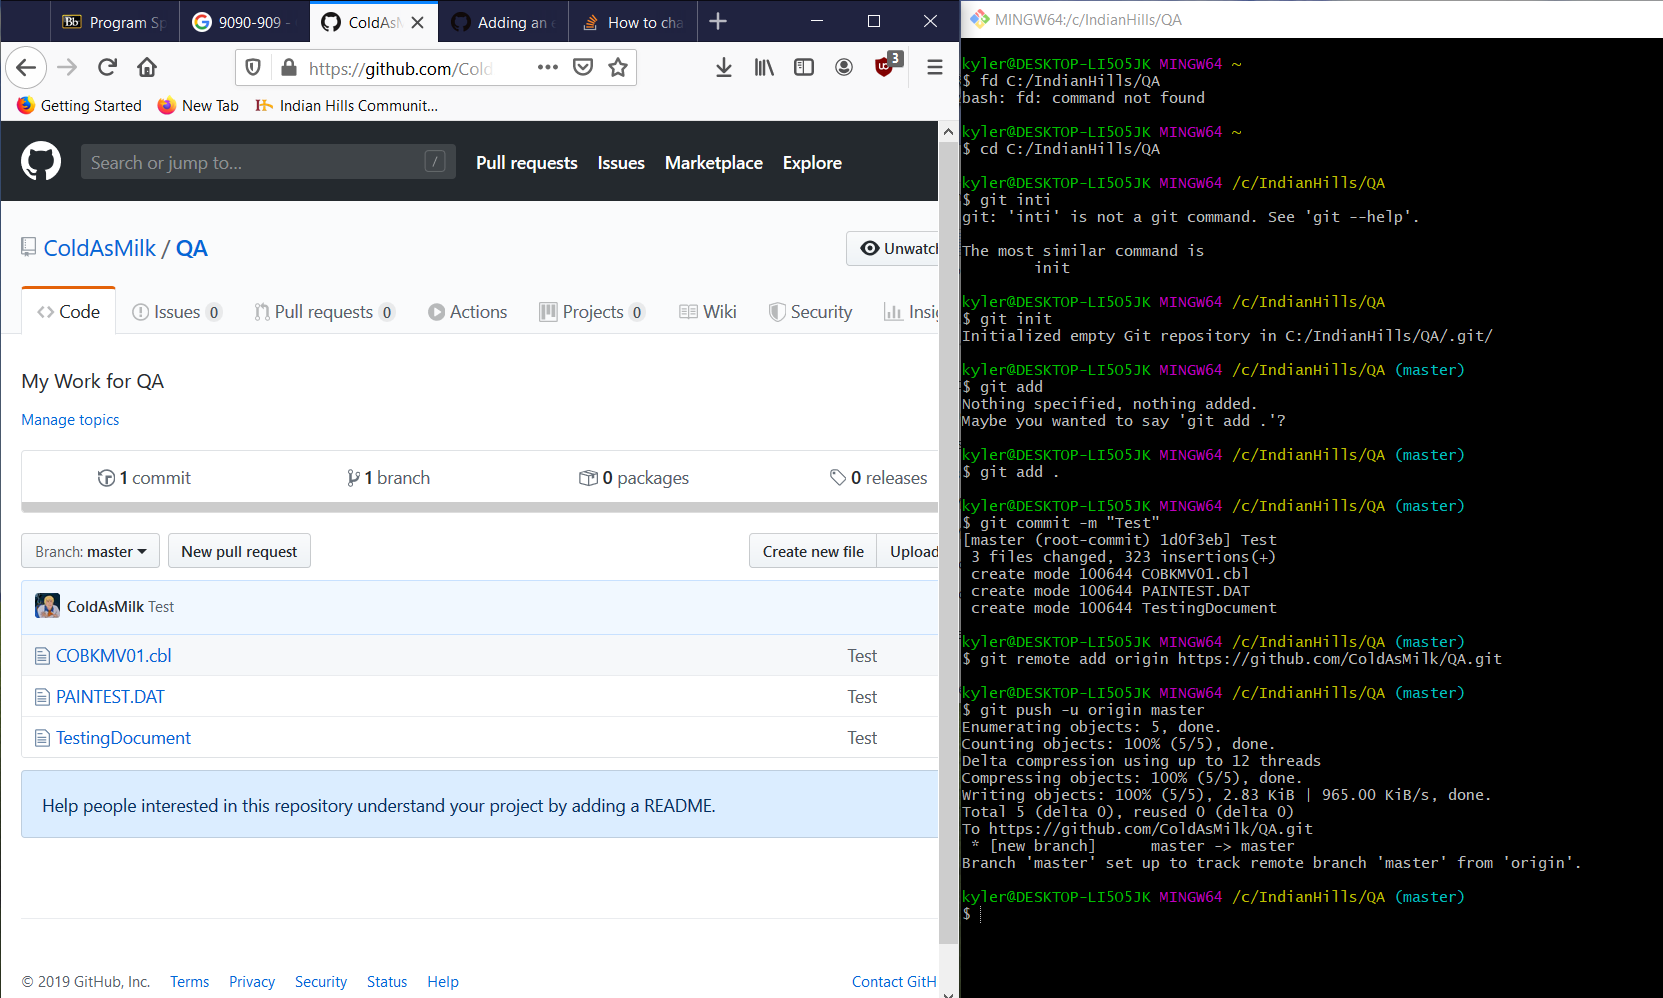 Program Sp
9090-909 -
ColdAsM
Adding an e
How to cha
https://github.com/Cold
3
Getting Started
New Tab
Indian Hills Communit...
Search or jump to...
/
Pull requests
Issues
Marketplace
Explore
ColdAsMilk / QA
Unwatch
Code
Issues 0
Pull requests 0
Actions
Projects 0
Wiki
Security
Insig
My Work for QA
Manage topics
1 commit
1 branch
0 packages
0 releases
Branch: master
New pull request
Create new file
Upload
ColdAsMilk Test
COBKMV01.cbl Test
PAINTEST.DAT Test
TestingDocument Test
Help people interested in this repository understand your project by adding a README.
© 2019 GitHub, Inc.
Terms
Privacy
Security
Status
Help
Contact GitH
MINGW64:/c/IndianHills/QA
kyler@DESKTOP-LI5O5JK MINGW64 ~
$ fd C:/IndianHills/QA
bash: fd: command not found
kyler@DESKTOP-LI5O5JK MINGW64 ~
$ cd C:/IndianHills/QA
kyler@DESKTOP-LI5O5JK MINGW64 /c/IndianHills/QA
$ git inti
git: 'inti' is not a git command. See 'git --help'.
The most similar command is
init
kyler@DESKTOP-LI5O5JK MINGW64 /c/IndianHills/QA
$ git init
Initialized empty Git repository in C:/IndianHills/QA/.git/
kyler@DESKTOP-LI5O5JK MINGW64 /c/IndianHills/QA (master)
$ git add
Nothing specified, nothing added.
Maybe you wanted to say 'git add .'?
kyler@DESKTOP-LI5O5JK MINGW64 /c/IndianHills/QA (master)
$ git add .
kyler@DESKTOP-LI5O5JK MINGW64 /c/IndianHills/QA (master)
$ git commit -m "Test"
[master (root-commit) 1d0f3eb] Test
3 files changed, 323 insertions(+)
create mode 100644 COBKMV01.cbl
create mode 100644 PAINTEST.DAT
create mode 100644 TestingDocument
kyler@DESKTOP-LI5O5JK MINGW64 /c/IndianHills/QA (master)
$ git remote add origin https://github.com/ColdAsMilk/QA.git
kyler@DESKTOP-LI5O5JK MINGW64 /c/IndianHills/QA (master)
$ git push -u origin master
Enumerating objects: 5, done.
Counting objects: 100% (5/5), done.
Delta compression using up to 12 threads
Compressing objects: 100% (5/5), done.
Writing objects: 100% (5/5), 2.83 KiB | 965.00 KiB/s, done.
Total 5 (delta 0), reused 0 (delta 0)
To https://github.com/ColdAsMilk/QA.git
* [new branch] master -> master
Branch 'master' set up to track remote branch 'master' from 'origin'.
kyler@DESKTOP-LI5O5JK MINGW64 /c/IndianHills/QA (master)
$